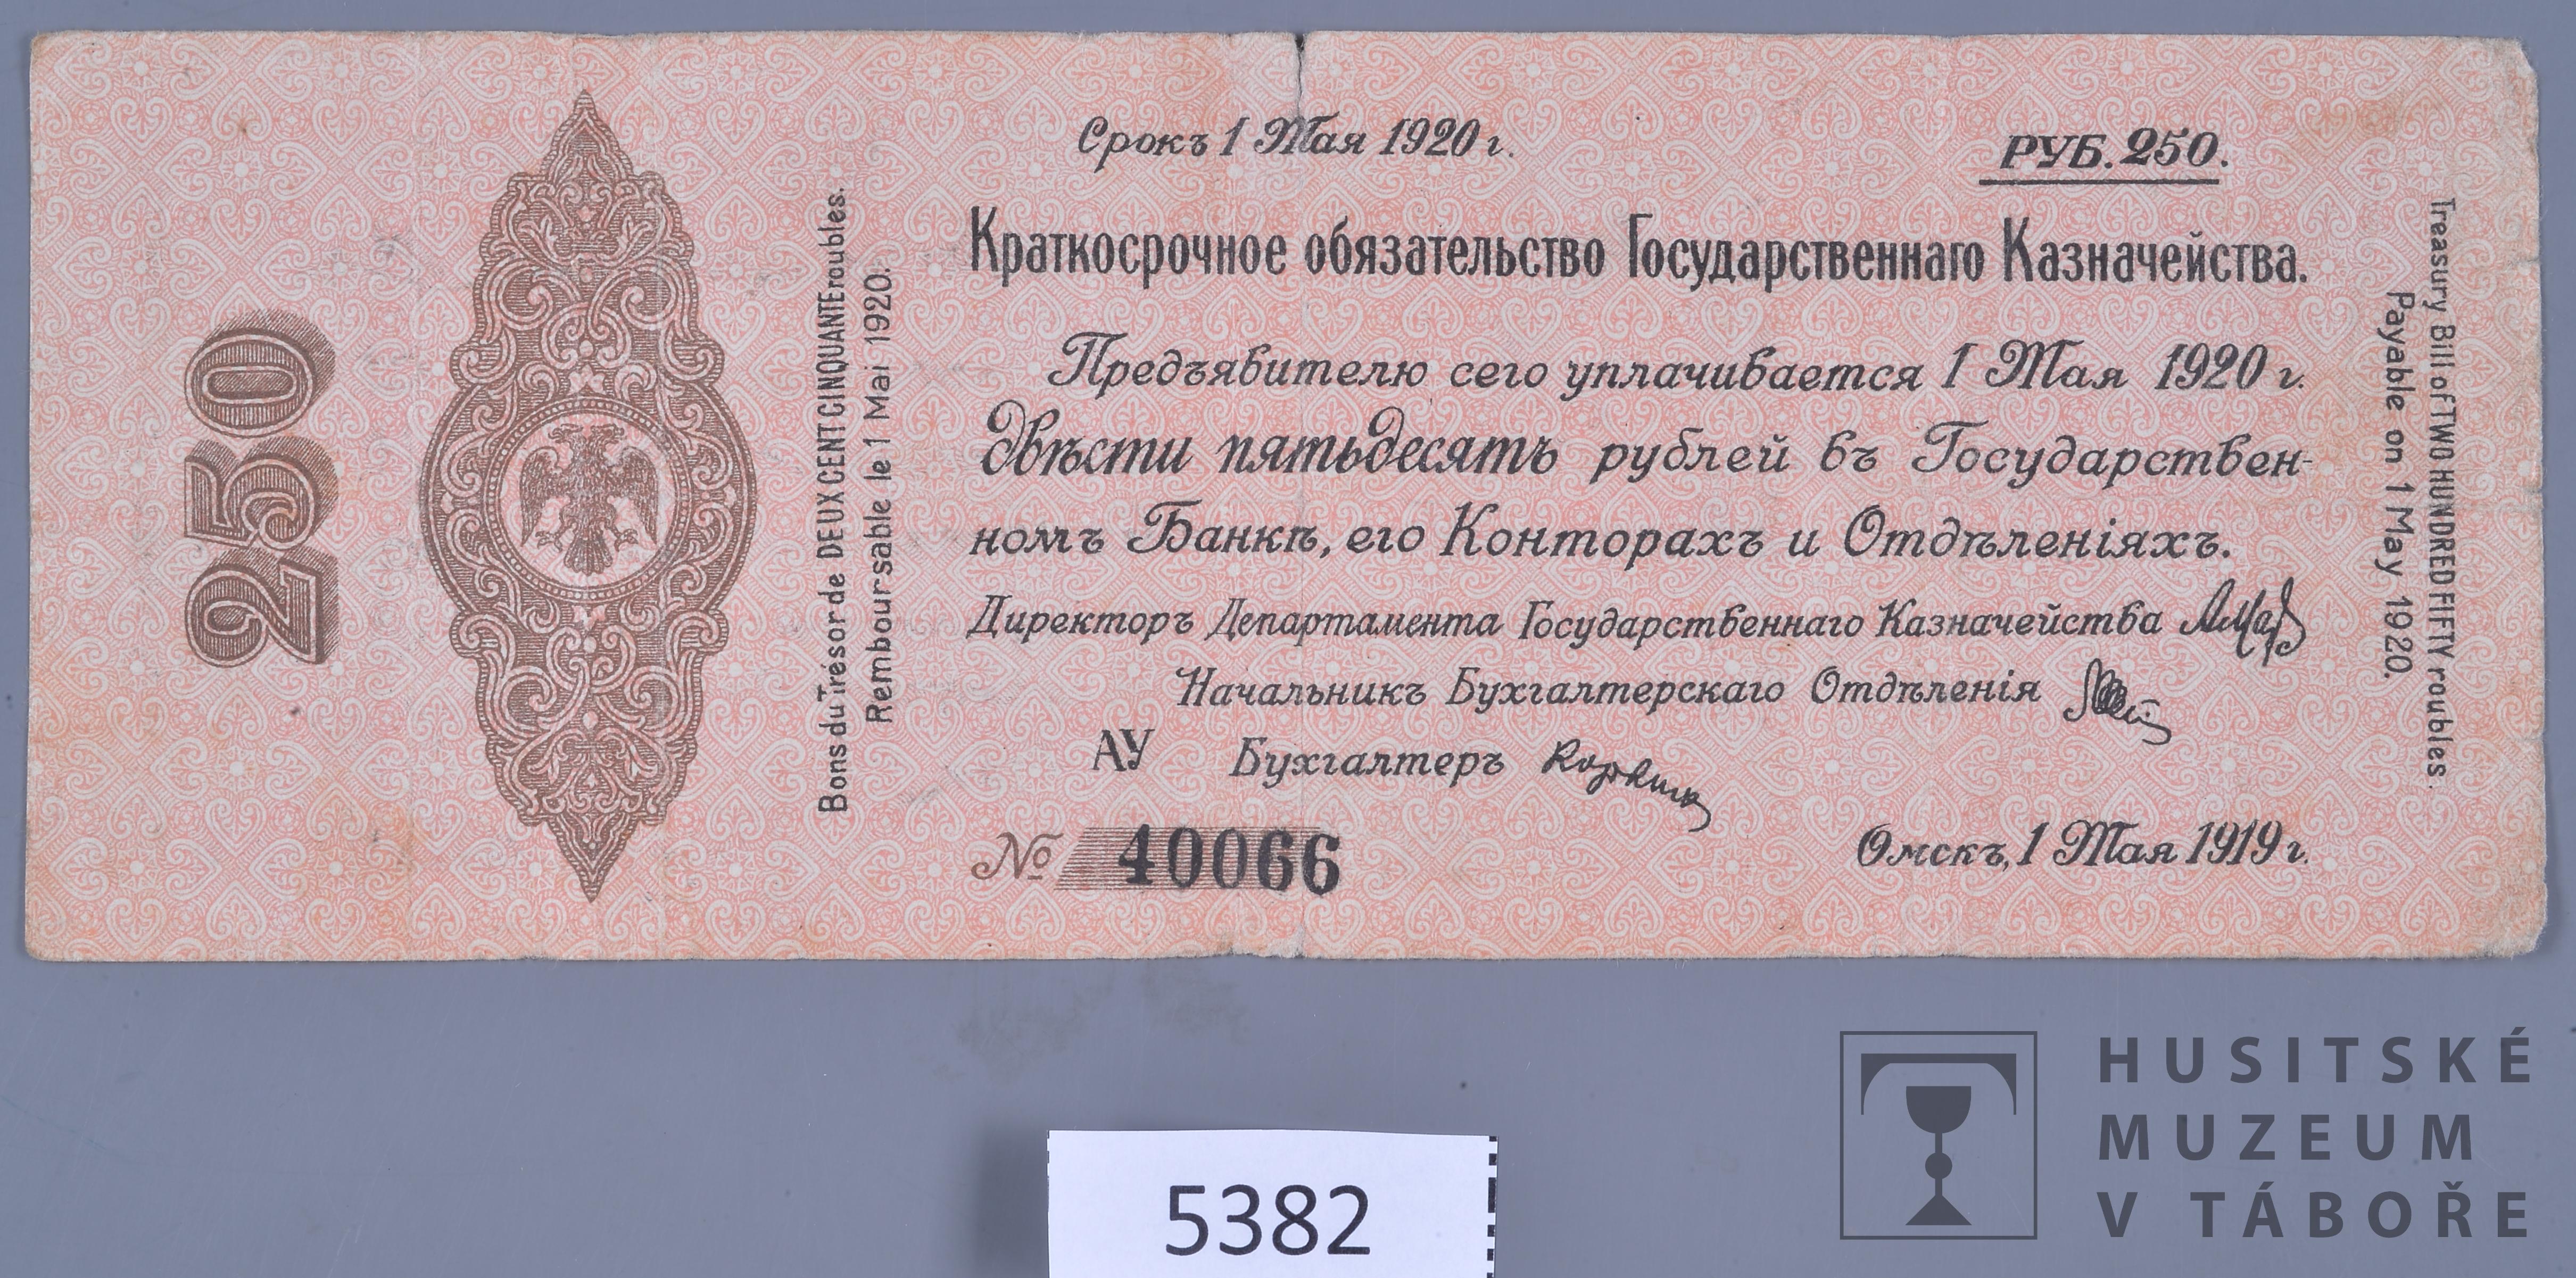 250
Bons du Trésor de DEUX CENT CINQUANTE roubles.
Remboursable le 1 Mai 1920.
Срокъ 1 Мая 1920 г.
РУБ. 250.
Краткосрочное обязательство Государственнаго Казначейства.
Предъявителю сего уплачивается 1 Мая 1920 г.
Двѣсти пятьдесятъ рублей въ Государствен-
номъ Банкѣ, его Конторахъ и Отдѣленіяхъ.
Директоръ Департамента Государственнаго Казначейства
Начальникъ Бухгалтерскаго Отдѣленія
АУ Бухгалтеръ
№ 40066
Омскъ, 1 Мая 1919 г.
Treasury Bill of TWO HUNDRED FIFTY roubles.
Payable on 1 May 1920.
5382
HUSITSKÉ
MUZEUM
V TÁBOŘE